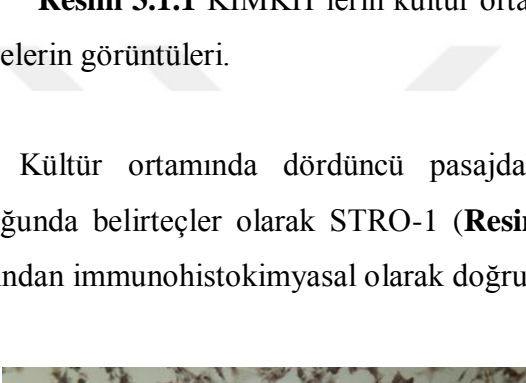 Resim 3.1.1 KİMKH lerin kültür orta
elerin görüntüleri.
Kültür ortamında dördüncü pasajda
ğunda belirteçler olarak STRO-1 (Resin
ından immunohistokimyasal olarak doğru